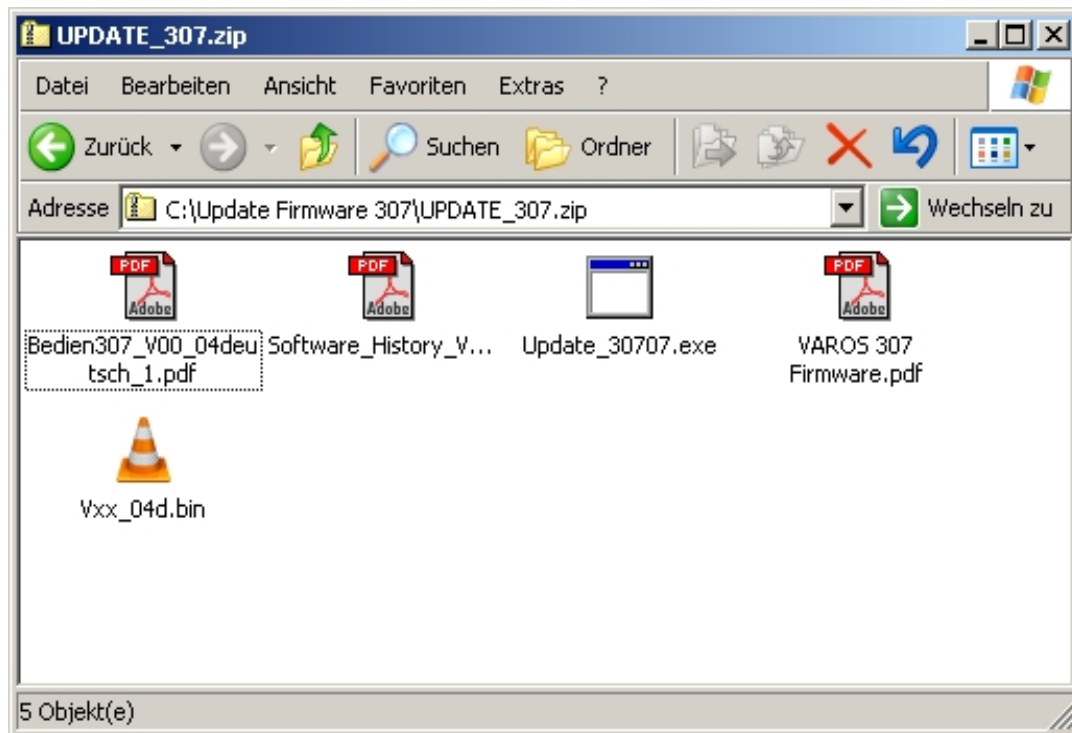 UPDATE_307.zip
Datei Bearbeiten Ansicht Favoriten Extras ?
Zurück Suchen Ordner
Adresse C:\Update Firmware 307\UPDATE_307.zip Wechseln zu
PDF Adobe PDF Adobe PDF Adobe
Bedien307_V00_04deu Software_History_V... Update_30707.exe VAROS 307
tsch_1.pdf Firmware.pdf
Vxx_04d.bin
5 Objekt(e)